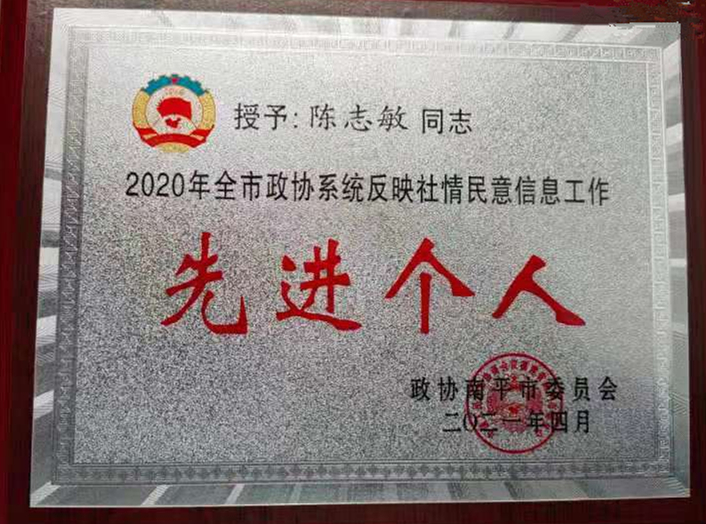 授予:陈志敏同志
2020年全市政协系统反映社情民意信息工作
先进个人
政协南平市委员会
二〇二一年四月